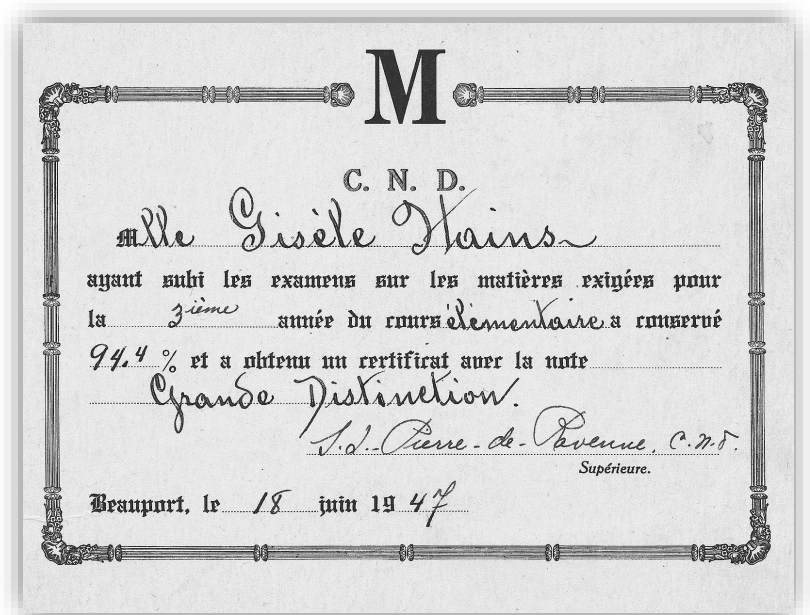 M
C. N. D.
Mlle Gisèle Hains
ayant subi les examens sur les matières exigées pour
la 3ième année du cours élémentaire a conservé
94.4 % et a obtenu un certificat avec la note
Grande Distinction.
S.-J.-Pierre-de-Ravenne, c.n.d.
Supérieure.
Beauport, le 18 juin 1947